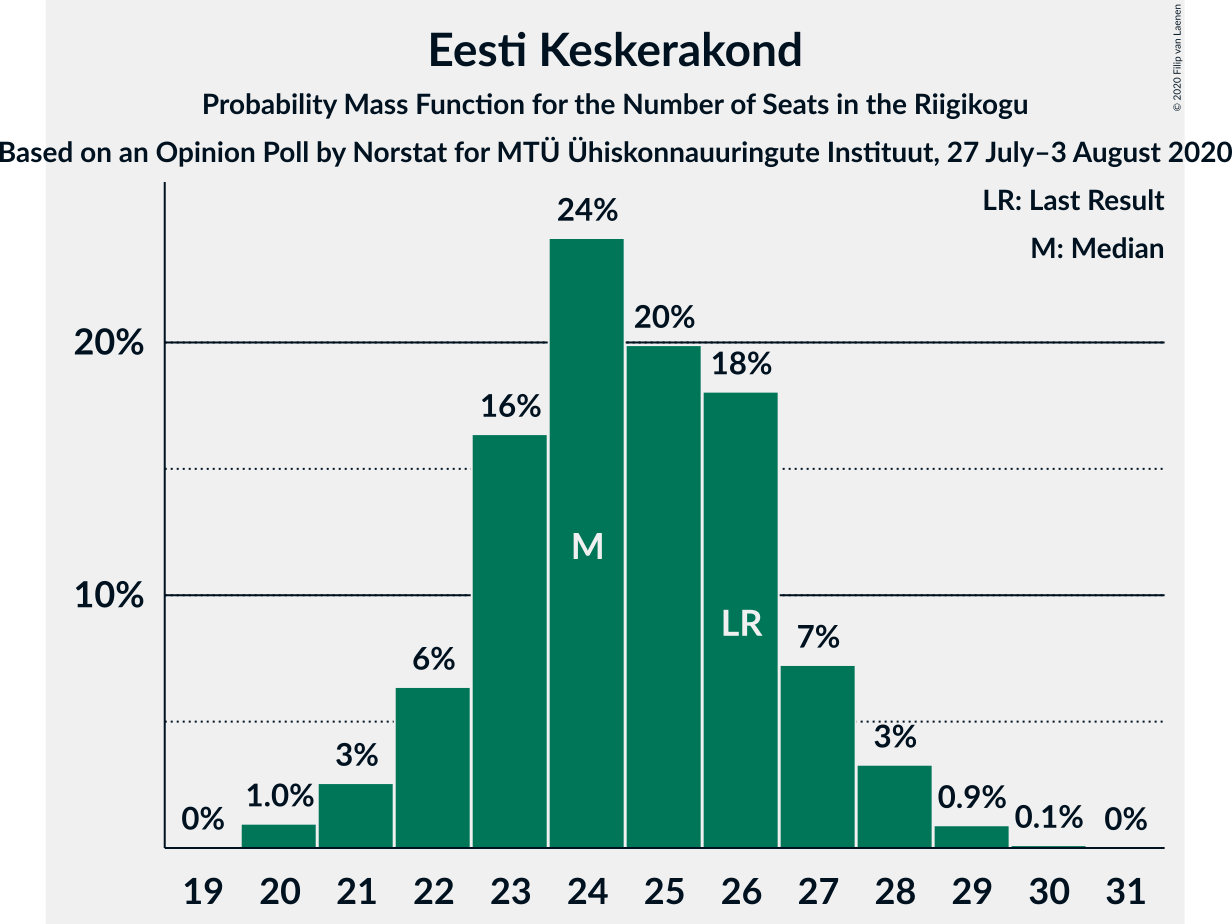 Eesti Keskerakond
Probability Mass Function for the Number of Seats in the Riigikogu
Based on an Opinion Poll by Norstat for MTÜ Ühiskonnauuringute Instituut, 27 July–3 August 2020
© 2020 Filip van Laenen
LR: Last Result
M: Median
20%
10%
0%
1.0%
3%
6%
16%
24%
20%
18%
7%
3%
0.9%
0.1%
0%
M
LR
19 20 21 22 23 24 25 26 27 28 29 30 31